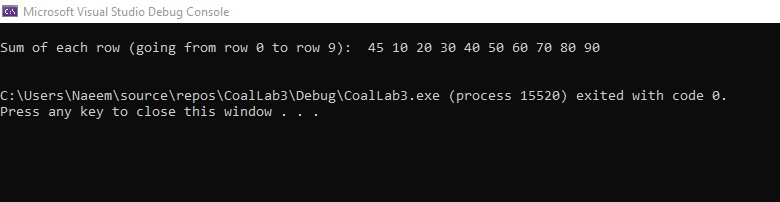 Microsoft Visual Studio Debug Console
Sum of each row (going from row 0 to row 9):  45 10 20 30 40 50 60 70 80 90
C:\Users\Naeem\source\repos\CoalLab3\Debug\CoalLab3.exe (process 15520) exited with code 0.
Press any key to close this window . . .